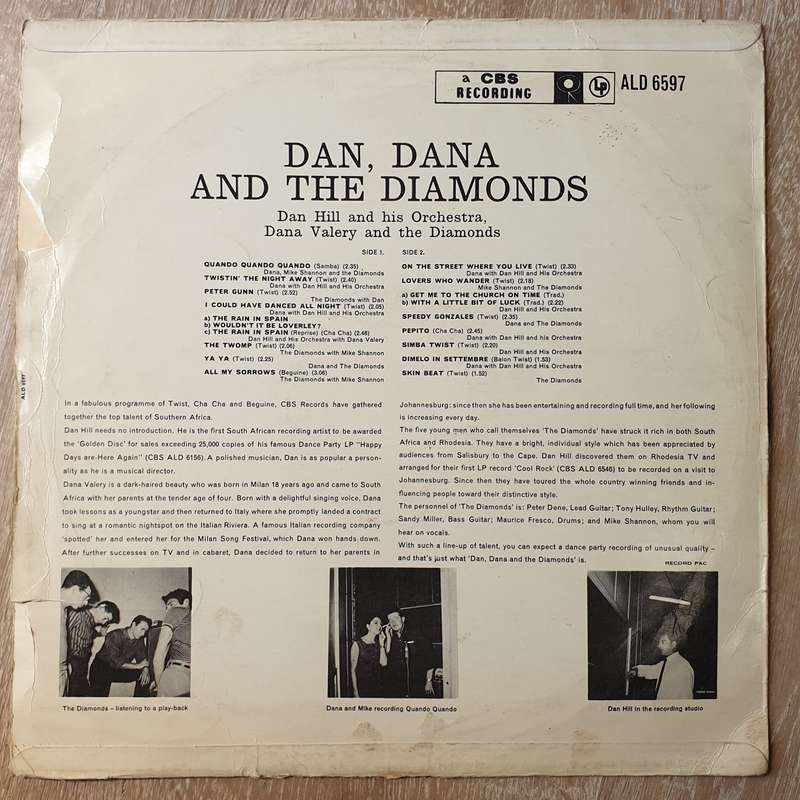 a CBS
RECORDING
LP
ALD 6597
DAN, DANA
AND THE DIAMONDS
Dan Hill and his Orchestra,
Dana Valery and the Diamonds
SIDE 1.
QUANDO QUANDO QUANDO (Samba) (2.35)
Dana, Mike Shannon and the Diamonds
TWISTIN' THE NIGHT AWAY (Twist) (2.40)
Dana with Dan Hill and His Orchestra
PETER GUNN (Twist) (2.52)
The Diamonds with Dan
I COULD HAVE DANCED ALL NIGHT (Twist) (2.05)
Dana with Dan Hill and His Orchestra
a) THE RAIN IN SPAIN
b) WOULDN'T IT BE LOVERLEY?
c) THE RAIN IN SPAIN (Reprise) (Cha Cha) (2.46)
Dan Hill and His Orchestra with Dana Valery
THE TWOMP (Twist) (2.06)
The Diamonds with Mike Shannon
YA YA (Twist) (2.25)
Dana and The Diamonds
ALL MY SORROWS (Beguine) (3.06)
The Diamonds with Mike Shannon
SIDE 2.
ON THE STREET WHERE YOU LIVE (Twist) (2.33)
Dana with Dan Hill and His Orchestra
LOVERS WHO WANDER (Twist) (2.18)
Mike Shannon and The Diamonds
a) GET ME TO THE CHURCH ON TIME (Trad.)
b) WITH A LITTLE BIT OF LUCK (Trad.) (2.22)
Dan Hill and His Orchestra
SPEEDY GONZALES (Twist) (2.35)
Dana and The Diamonds
PEPITO (Cha Cha) (2.45)
Dana with Dan Hill and His Orchestra
SIMBA TWIST (Twist) (2.20)
Dan Hill and His Orchestra
DIMELO IN SETTEMBRE (Balon Twist) (1.53)
Dana with Dan Hill and His Orchestra
SKIN BEAT (Twist) (1.52)
The Diamonds
ALD 6597
In a fabulous programme of Twist, Cha Cha and Beguine, CBS Records have gathered
together the top talent of Southern Africa.
Dan Hill needs no introduction. He is the first South African recording artist to be awarded
the 'Golden Disc' for sales exceeding 25,000 copies of his famous Dance Party LP "Happy
Days are Here Again" (CBS ALD 6156). A polished musician, Dan is as popular a person-
ality as he is a musical director.
Dana Valery is a dark-haired beauty who was born in Milan 18 years ago and came to South
Africa with her parents at the tender age of four. Born with a delightful singing voice, Dana
took lessons as a youngster and then returned to Italy where she promptly landed a contract
to sing at a romantic nightspot on the Italian Riviera. A famous Italian recording company
'spotted' her and entered her for the Milan Song Festival, which Dana won hands down.
After further successes on TV and in cabaret, Dana decided to return to her parents in
Johannesburg: since then she has been entertaining and recording full time, and her following
is increasing every day.
The five young men who call themselves 'The Diamonds' have struck it rich in both South
Africa and Rhodesia. They have a bright, individual style which has been appreciated by
audiences from Salisbury to the Cape. Dan Hill discovered them on Rhodesia TV and
arranged for their first LP record 'Cool Rock' (CBS ALD 6546) to be recorded on a visit to
Johannesburg. Since then they have toured the whole country winning friends and in-
fluencing people toward their distinctive style.
The personnel of 'The Diamonds' is: Peter Dene, Lead Guitar; Tony Hulley, Rhythm Guitar;
Sandy Miller, Bass Guitar; Maurice Fresco, Drums; and Mike Shannon, whom you will
hear on vocals.
With such a line-up of talent, you can expect a dance party recording of unusual quality –
and that's just what 'Dan, Dana and the Diamonds' is.
RECORD PAC
The Diamonds – listening to a play-back
Dana and Mike recording Quando Quando
Dan Hill in the recording studio